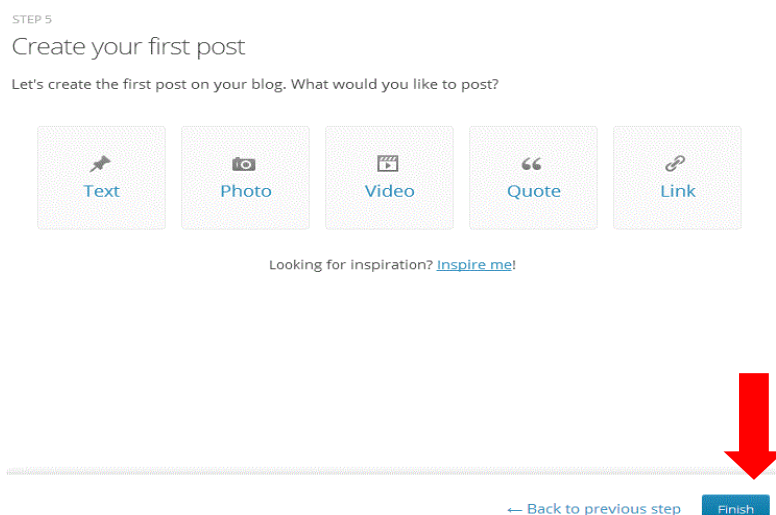 STEP 5
Create your first post
Let's create the first post on your blog. What would you like to post?
Text Photo Video Quote Link
Looking for inspiration? Inspire me!
← Back to previous step Finish